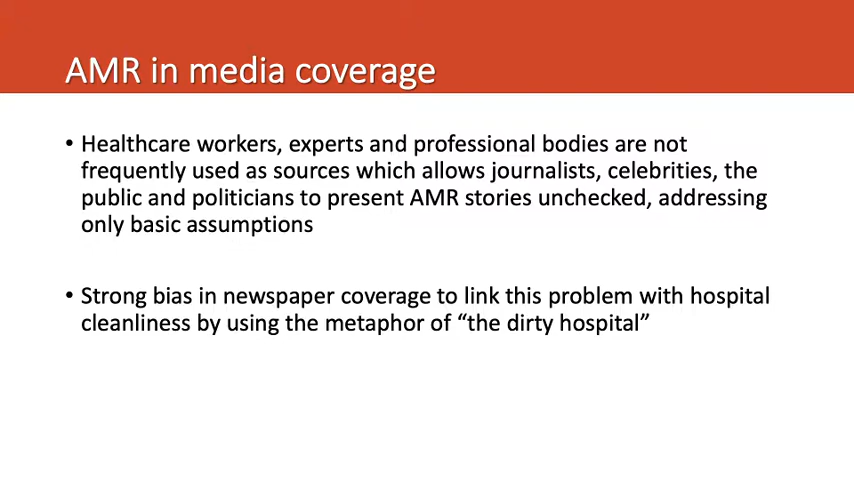 AMR in media coverage
• Healthcare workers, experts and professional bodies are not
frequently used as sources which allows journalists, celebrities, the
public and politicians to present AMR stories unchecked, addressing
only basic assumptions
• Strong bias in newspaper coverage to link this problem with hospital
cleanliness by using the metaphor of “the dirty hospital”